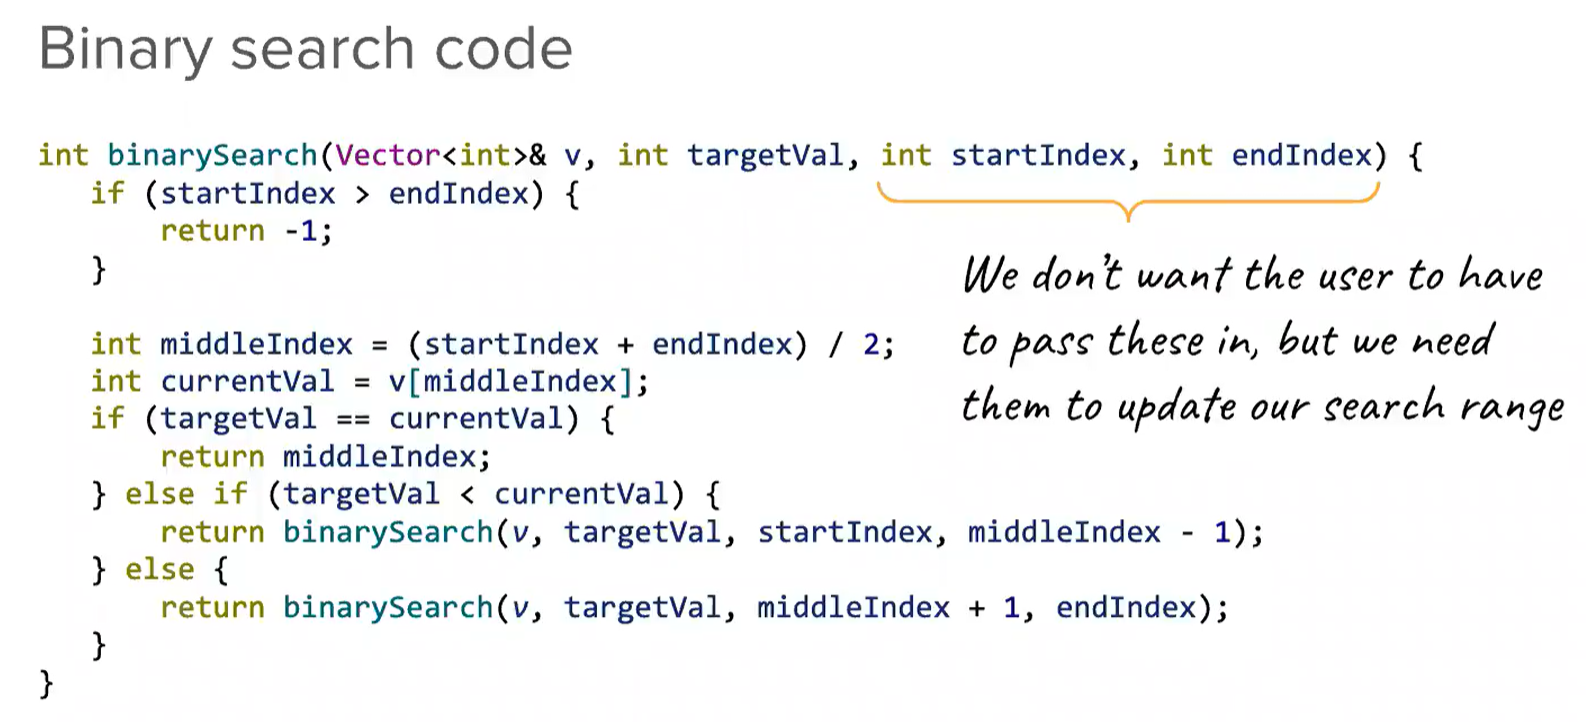 Binary search code
int binarySearch(Vector<int>& v, int targetVal, int startIndex, int endIndex) {
if (startIndex > endIndex) {
return -1;
}
We don't want the user to have
to pass these in, but we need
them to update our search range
int middleIndex = (startIndex + endIndex) / 2;
int currentVal = v[middleIndex];
if (targetVal == currentVal) {
return middleIndex;
} else if (targetVal < currentVal) {
return binarySearch(v, targetVal, startIndex, middleIndex - 1);
} else {
return binarySearch(v, targetVal, middleIndex + 1, endIndex);
}
}